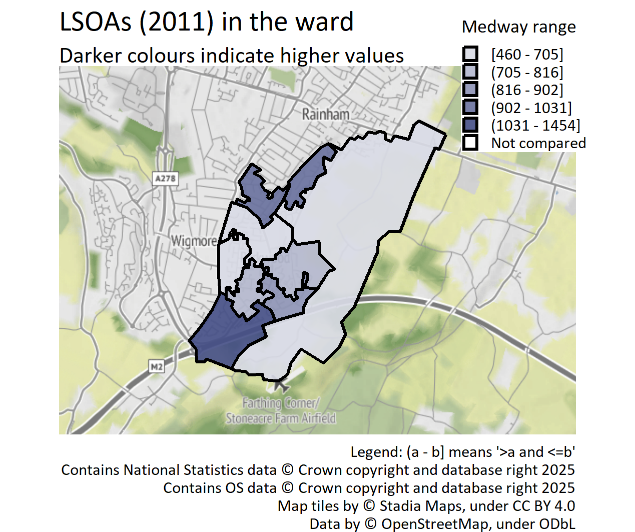 LSOAs (2011) in the ward
Darker colours indicate higher values
Medway range
[460 - 705]
(705 - 816]
(816 - 902]
(902 - 1031]
(1031 - 1454]
Not compared
Rainham
A278
Wigmore
M2
Farthing Corner/
Stoneacre Farm Airfield
Legend: (a - b] means '>a and <=b'
Contains National Statistics data © Crown copyright and database right 2025
Contains OS data © Crown copyright and database right 2025
Map tiles by © Stadia Maps, under CC BY 4.0
Data by © OpenStreetMap, under ODbL